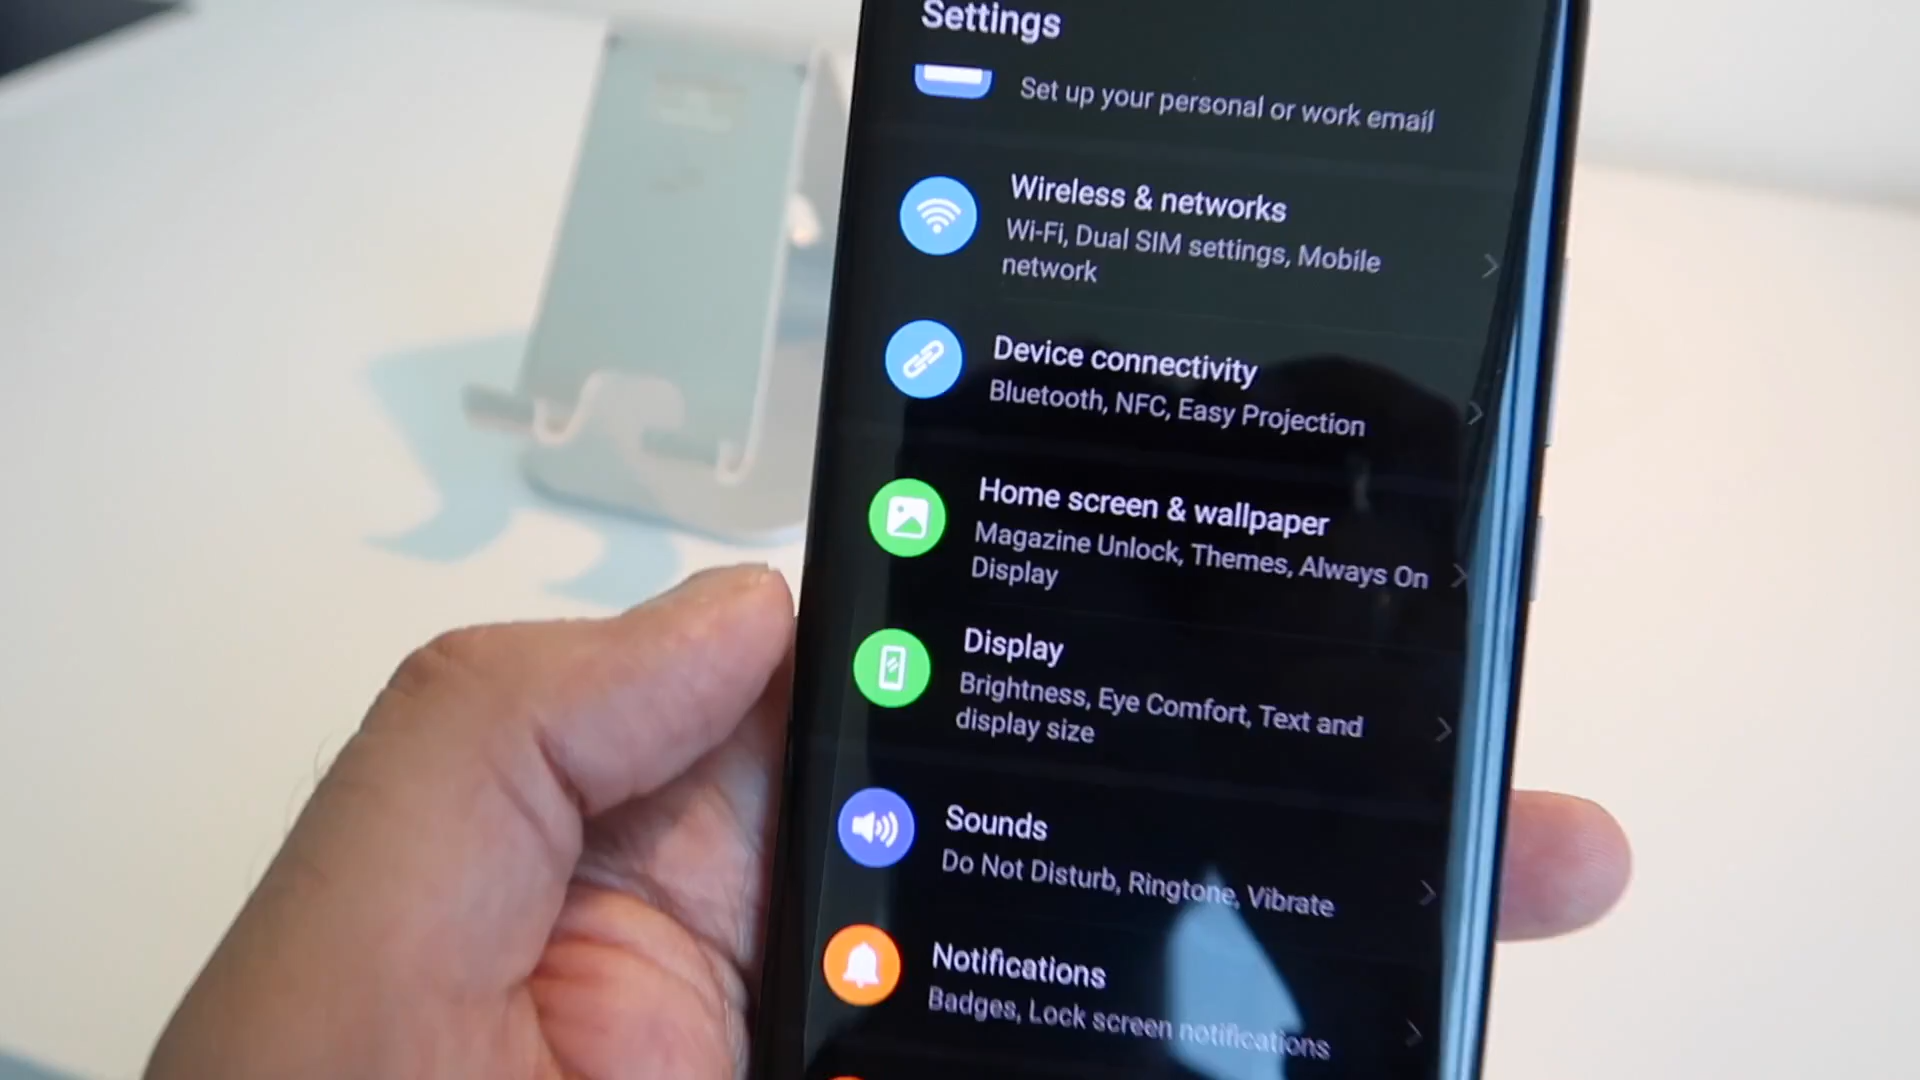 Settings
Set up your personal or work email
Wireless & networks
Wi-Fi, Dual SIM settings, Mobile
network
Device connectivity
Bluetooth, NFC, Easy Projection
Home screen & wallpaper
Magazine Unlock, Themes, Always On
Display
Display
Brightness, Eye Comfort, Text and
display size
Sounds
Do Not Disturb, Ringtone, Vibrate
Notifications
Badges, Lock screen notifications